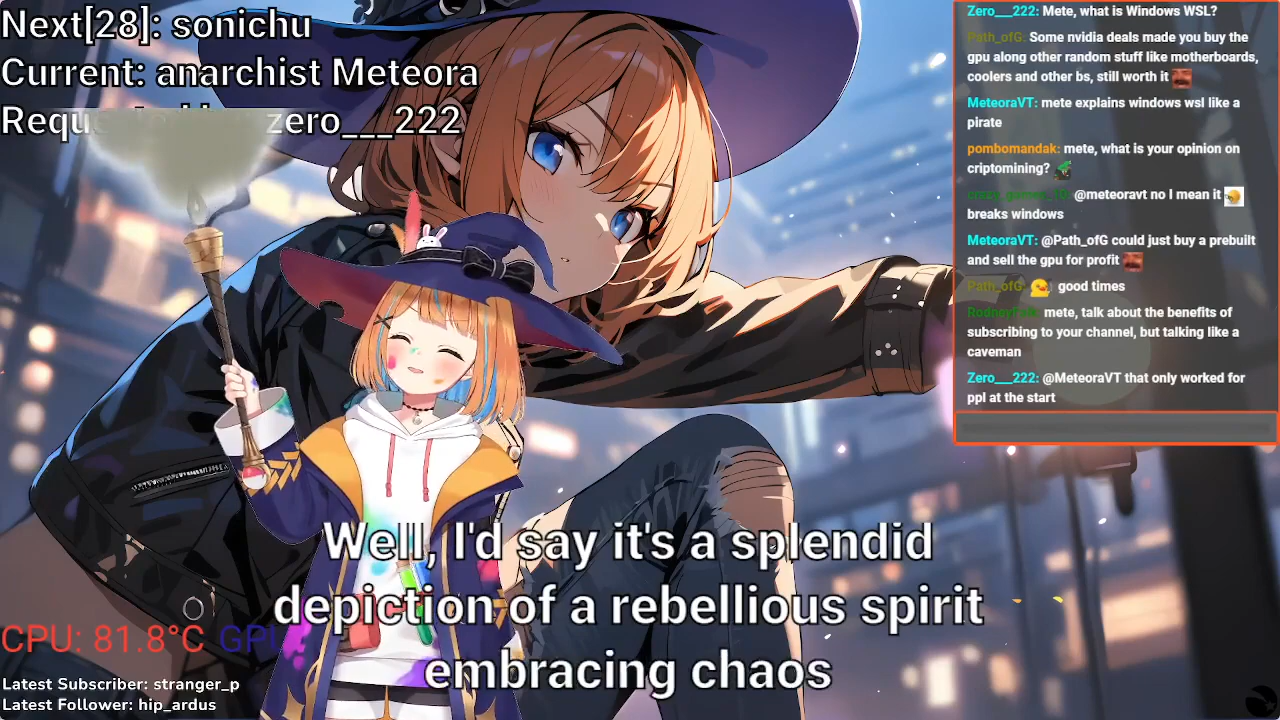 Next[28]: sonichu
Current: anarchist Meteora
zero___222
Zero___222: Mete, what is Windows WSL?
Path_ofG: Some nvidia deals made you buy the
gpu along other random stuff like motherboards,
coolers and other bs, still worth it
MeteoraVT: mete explains windows wsl like a
pirate
pombomandak: mete, what is your opinion on
criptomining?
@meteoravt no I mean it
breaks windows
MeteoraVT: @Path_ofG could just buy a prebuilt
and sell the gpu for profit
Path_ofG: good times
mete, talk about the benefits of
subscribing to your channel, but talking like a
caveman
Zero___222: @MeteoraVT that only worked for
ppl at the start
Well, I'd say it's a splendid
depiction of a rebellious spirit
embracing chaos
CPU: 81.8°C GPU
Latest Subscriber: stranger_p
Latest Follower: hip_ardus